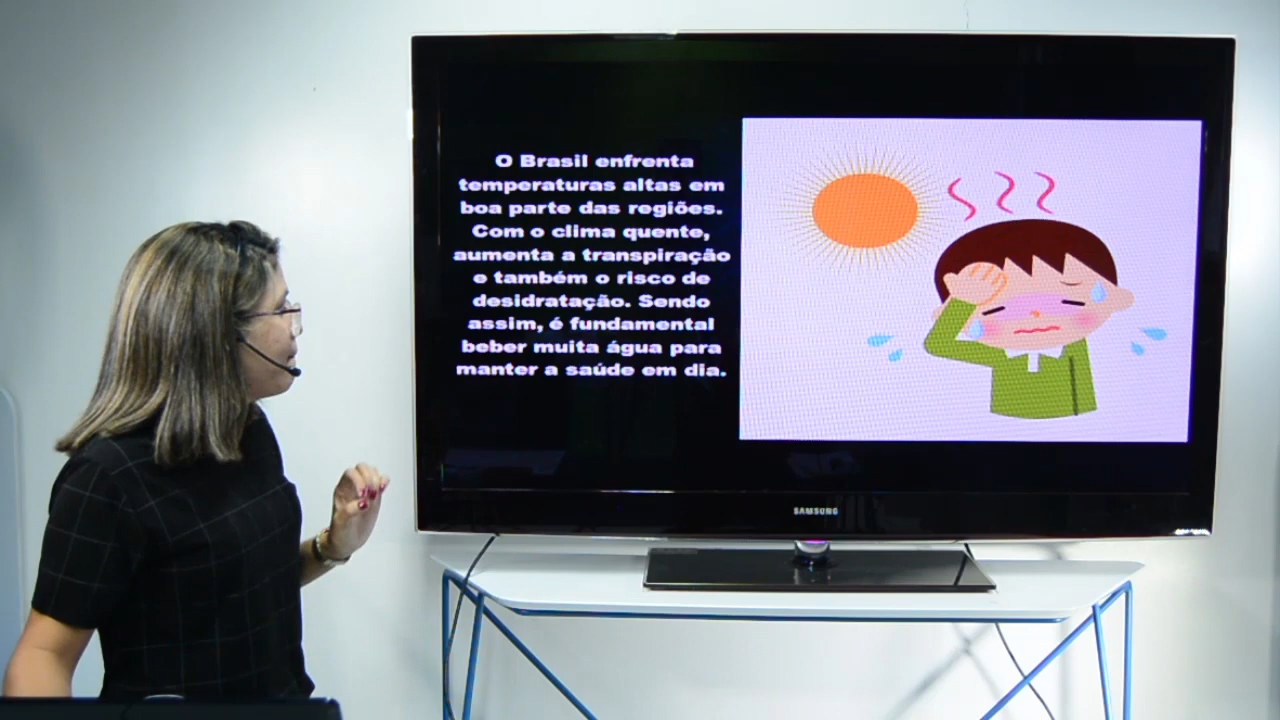 O Brasil enfrenta
temperaturas altas em
boa parte das regiões.
Com o clima quente,
aumenta a transpiração
e também o risco de
desidratação. Sendo
assim, é fundamental
beber muita água para
manter a saúde em dia.
SAMSUNG